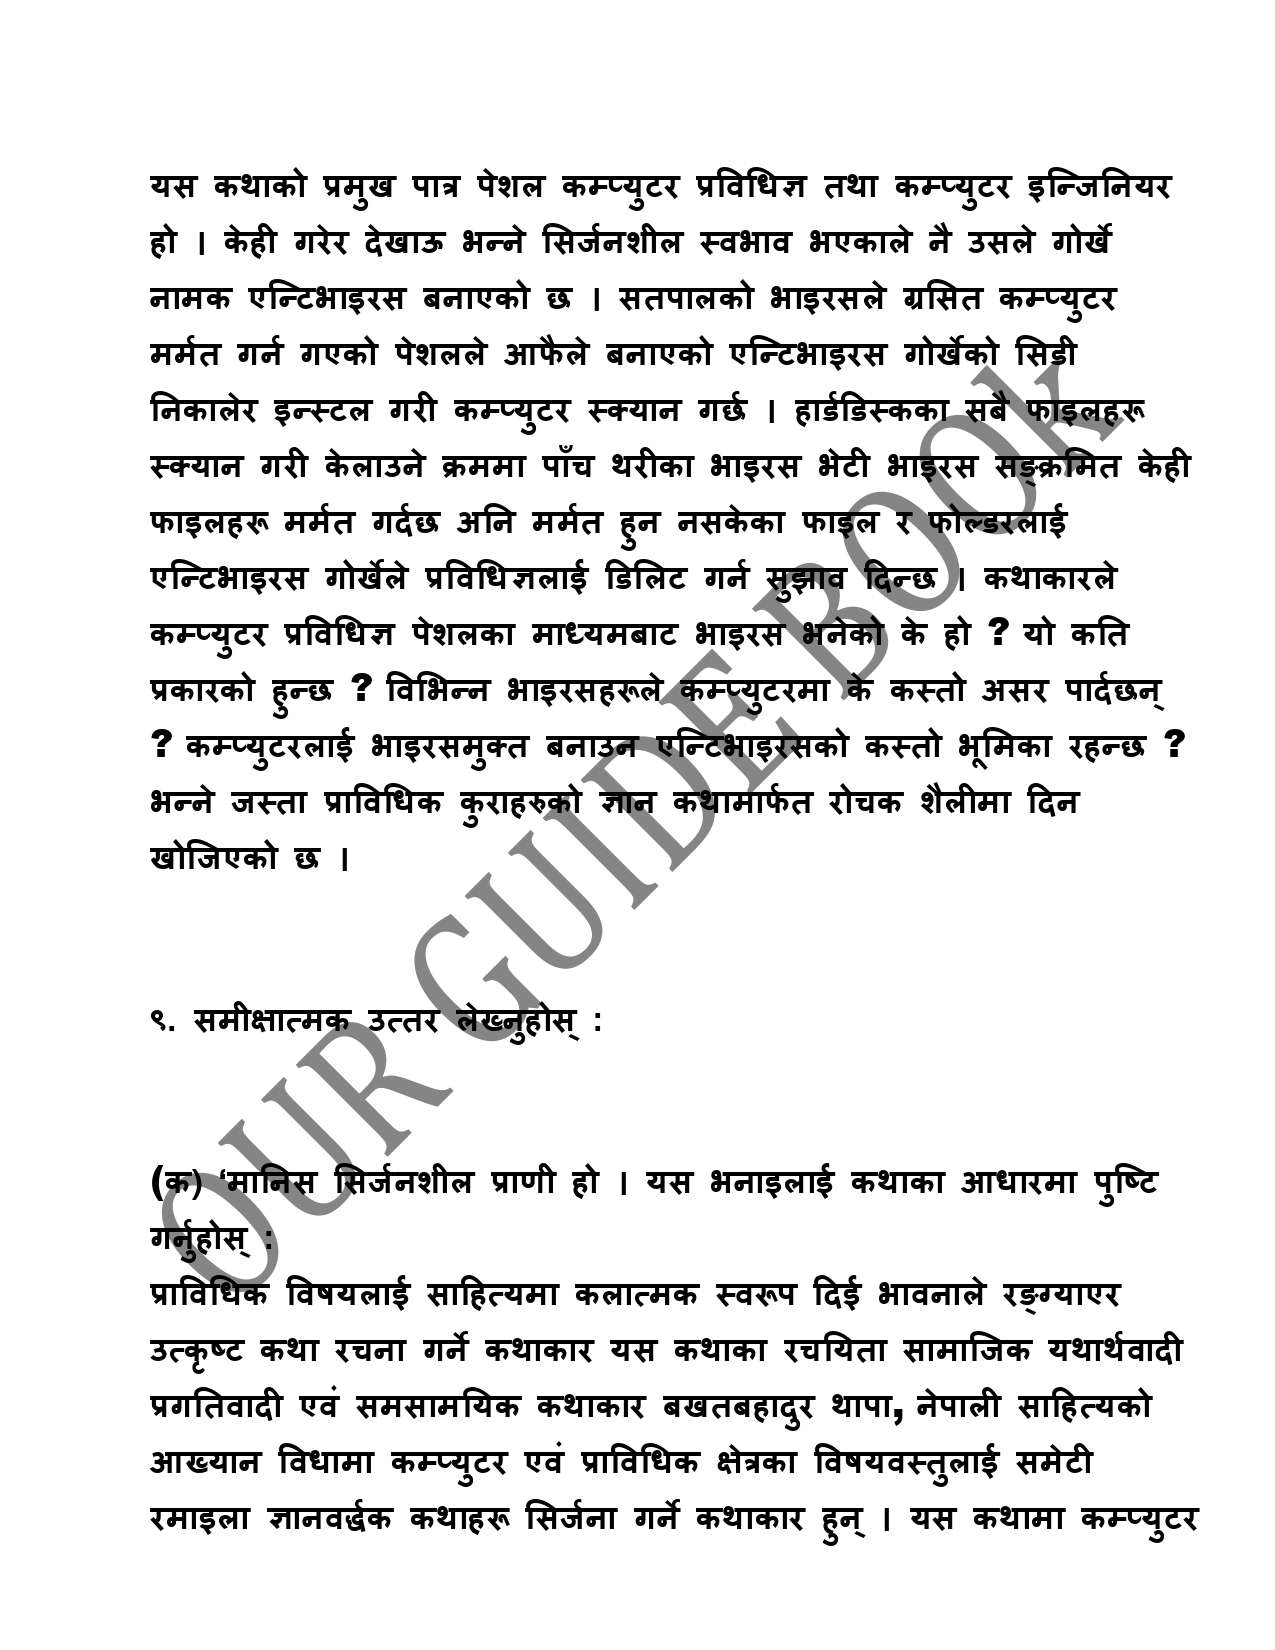 यस कथाको प्रमुख पात्र पेशल कम्प्युटर प्रविधिज्ञ तथा कम्प्युटर इन्जिनियर
हो । केही गरेर देखाऊ भन्ने सिर्जनशील स्वभाव भएकाले नै उसले गोर्खे
नामक एन्टिभाइरस बनाएको छ । सतपालको भाइरसले ग्रसित कम्प्युटर
मर्मत गर्न गएको पेशलले आफैले बनाएको एन्टिभाइरस गोर्खेको सिडी
निकालेर इन्स्टल गरी कम्प्युटर स्क्यान गर्छ । हार्डडिस्कका सबै फाइलहरू
स्क्यान गरी केलाउने क्रममा पाँच थरीका भाइरस भेटी भाइरस सङ्क्रमित केही
फाइलहरू मर्मत गर्दछ अनि मर्मत हुन नसकेका फाइल र फोल्डरलाई
एन्टिभाइरस गोर्खेले प्रविधिज्ञलाई डिलिट गर्न सुझाव दिन्छ । कथाकारले
कम्प्युटर प्रविधिज्ञ पेशलका माध्यमबाट भाइरस भनेको के हो ? यो कति
प्रकारको हुन्छ ? विभिन्न भाइरसहरूले कम्प्युटरमा के कस्तो असर पार्दछन्
? कम्प्युटरलाई भाइरसमुक्त बनाउन एन्टिभाइरसको कस्तो भूमिका रहन्छ ?
भन्ने जस्ता प्राविधिक कुराहरुको ज्ञान कथामार्फत रोचक शैलीमा दिन
खोजिएको छ ।
९. समीक्षात्मक उत्तर लेख्नुहोस् :
(क) ‘मानिस सिर्जनशील प्राणी हो । यस भनाइलाई कथाका आधारमा पुष्टि
गर्नुहोस् :
प्राविधिक विषयलाई साहित्यमा कलात्मक स्वरूप दिई भावनाले रङ्ग्याएर
उत्कृष्ट कथा रचना गर्ने कथाकार यस कथाका रचयिता सामाजिक यथार्थवादी
प्रगतिवादी एवं समसामयिक कथाकार बखतबहादुर थापा, नेपाली साहित्यको
आख्यान विधामा कम्प्युटर एवं प्राविधिक क्षेत्रका विषयवस्तुलाई समेटी
रमाइला ज्ञानवर्द्धक कथाहरू सिर्जना गर्ने कथाकार हुन् । यस कथामा कम्प्युटर
OUR GUIDE BOOK